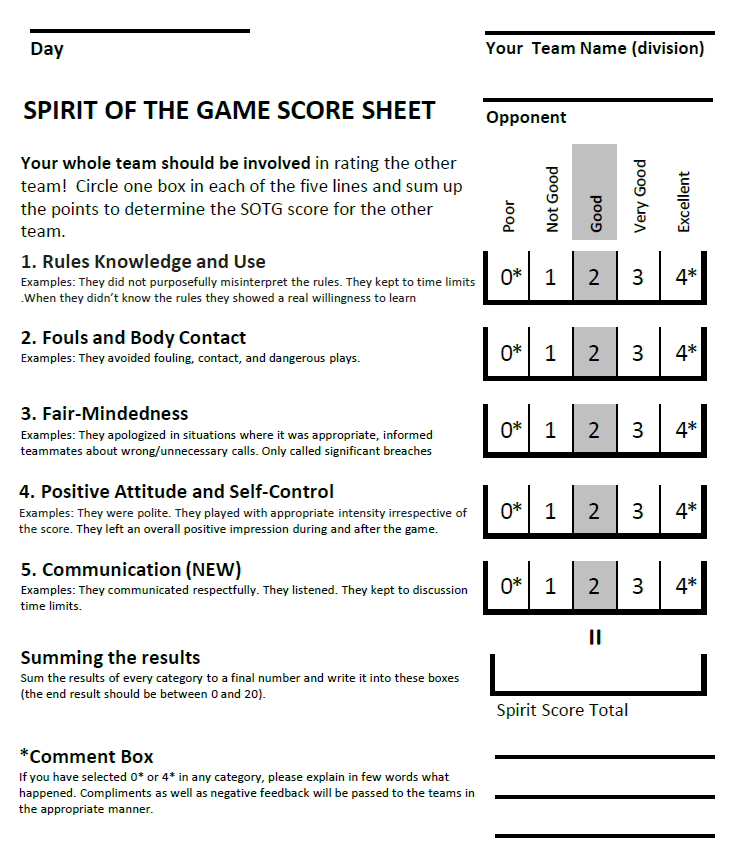 Day
Your Team Name (division)
SPIRIT OF THE GAME SCORE SHEET
Opponent
Your whole team should be involved in rating the other
team! Circle one box in each of the five lines and sum up
the points to determine the SOTG score for the other
team.
Poor
Not Good
Good
Very Good
Excellent
1. Rules Knowledge and Use
Examples: They did not purposefully misinterpret the rules. They kept to time limits
.When they didn't know the rules they showed a real willingness to learn
0* 1 2 3 4*
2. Fouls and Body Contact
Examples: They avoided fouling, contact, and dangerous plays.
0* 1 2 3 4*
3. Fair-Mindedness
Examples: They apologized in situations where it was appropriate, informed
teammates about wrong/unnecessary calls. Only called significant breaches
0* 1 2 3 4*
4. Positive Attitude and Self-Control
Examples: They were polite. They played with appropriate intensity irrespective of
the score. They left an overall positive impression during and after the game.
0* 1 2 3 4*
5. Communication (NEW)
Examples: They communicated respectfully. They listened. They kept to discussion
time limits.
0* 1 2 3 4*
=
Summing the results
Sum the results of every category to a final number and write it into these boxes
(the end result should be between 0 and 20).
Spirit Score Total
*Comment Box
If you have selected 0* or 4* in any category, please explain in few words what
happened. Compliments as well as negative feedback will be passed to the teams in
the appropriate manner.